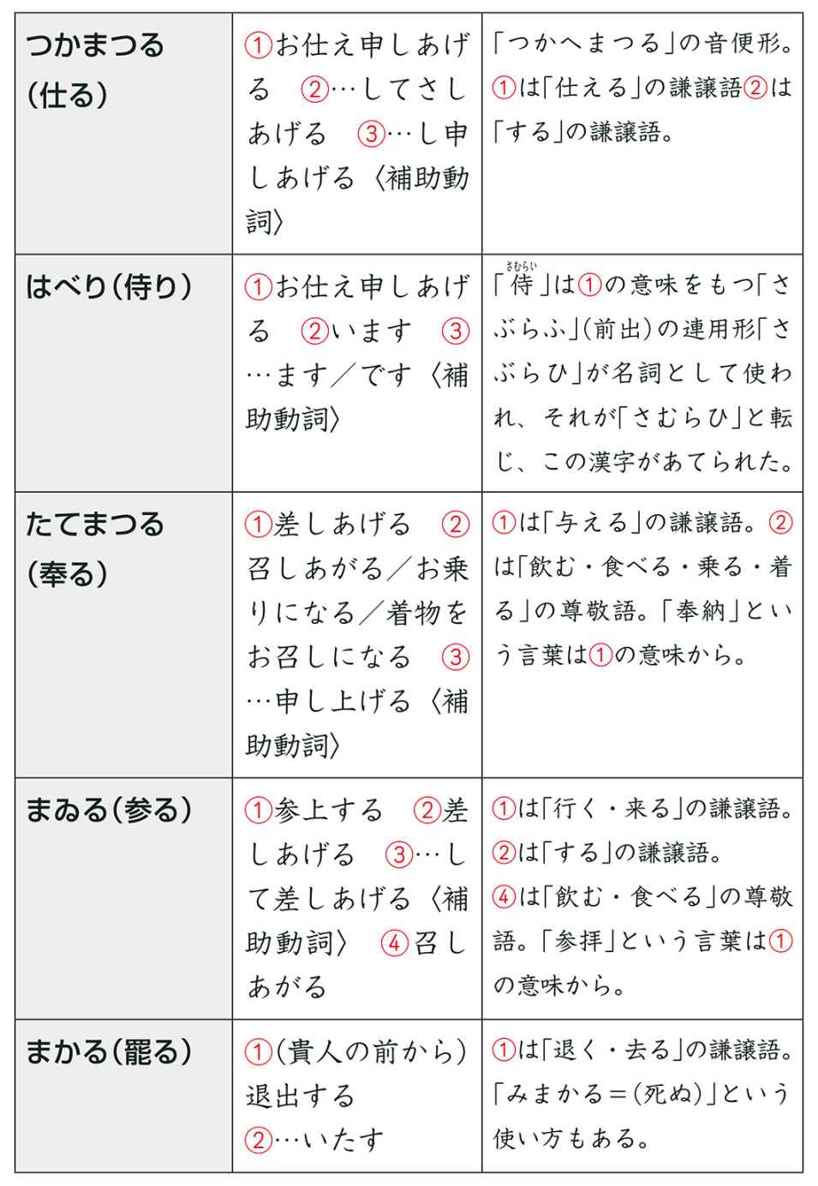 つかまつる
(仕る)
①お仕え申しあげ
る　②…してさし
あげる　③…し申
しあげる〈補助動
詞〉
「つかへまつる」の音便形。
①は「仕える」の謙譲語②は
「する」の謙譲語。
はべり(侍り)
①お仕え申しあげ
る　②います　③
…ます／です〈補
助動詞〉
さむらい
「侍」は①の意味をもつ「さ
ぶらふ」(前出)の連用形「さ
ぶらひ」が名詞として使わ
れ、それが「さむらひ」と転
じ、この漢字があてられた。
たてまつる
(奉る)
①差しあげる　②
召しあがる／お乗
りになる／着物を
お召しになる　③
…申し上げる〈補
助動詞〉
①は「与える」の謙譲語。②
は「飲む・食べる・乗る・着
る」の尊敬語。「奉納」とい
う言葉は①の意味から。
まゐる(参る)
①参上する　②差
しあげる　③…し
て差しあげる〈補
助動詞〉　④召し
あがる
①は「行く・来る」の謙譲語。
②は「する」の謙譲語。
④は「飲む・食べる」の尊敬
語。「参拝」という言葉は①
の意味から。
まかる(罷る)
①(貴人の前から)
退出する
②…いたす
①は「退く・去る」の謙譲語。
「みまかる＝(死ぬ)」という
使い方もある。